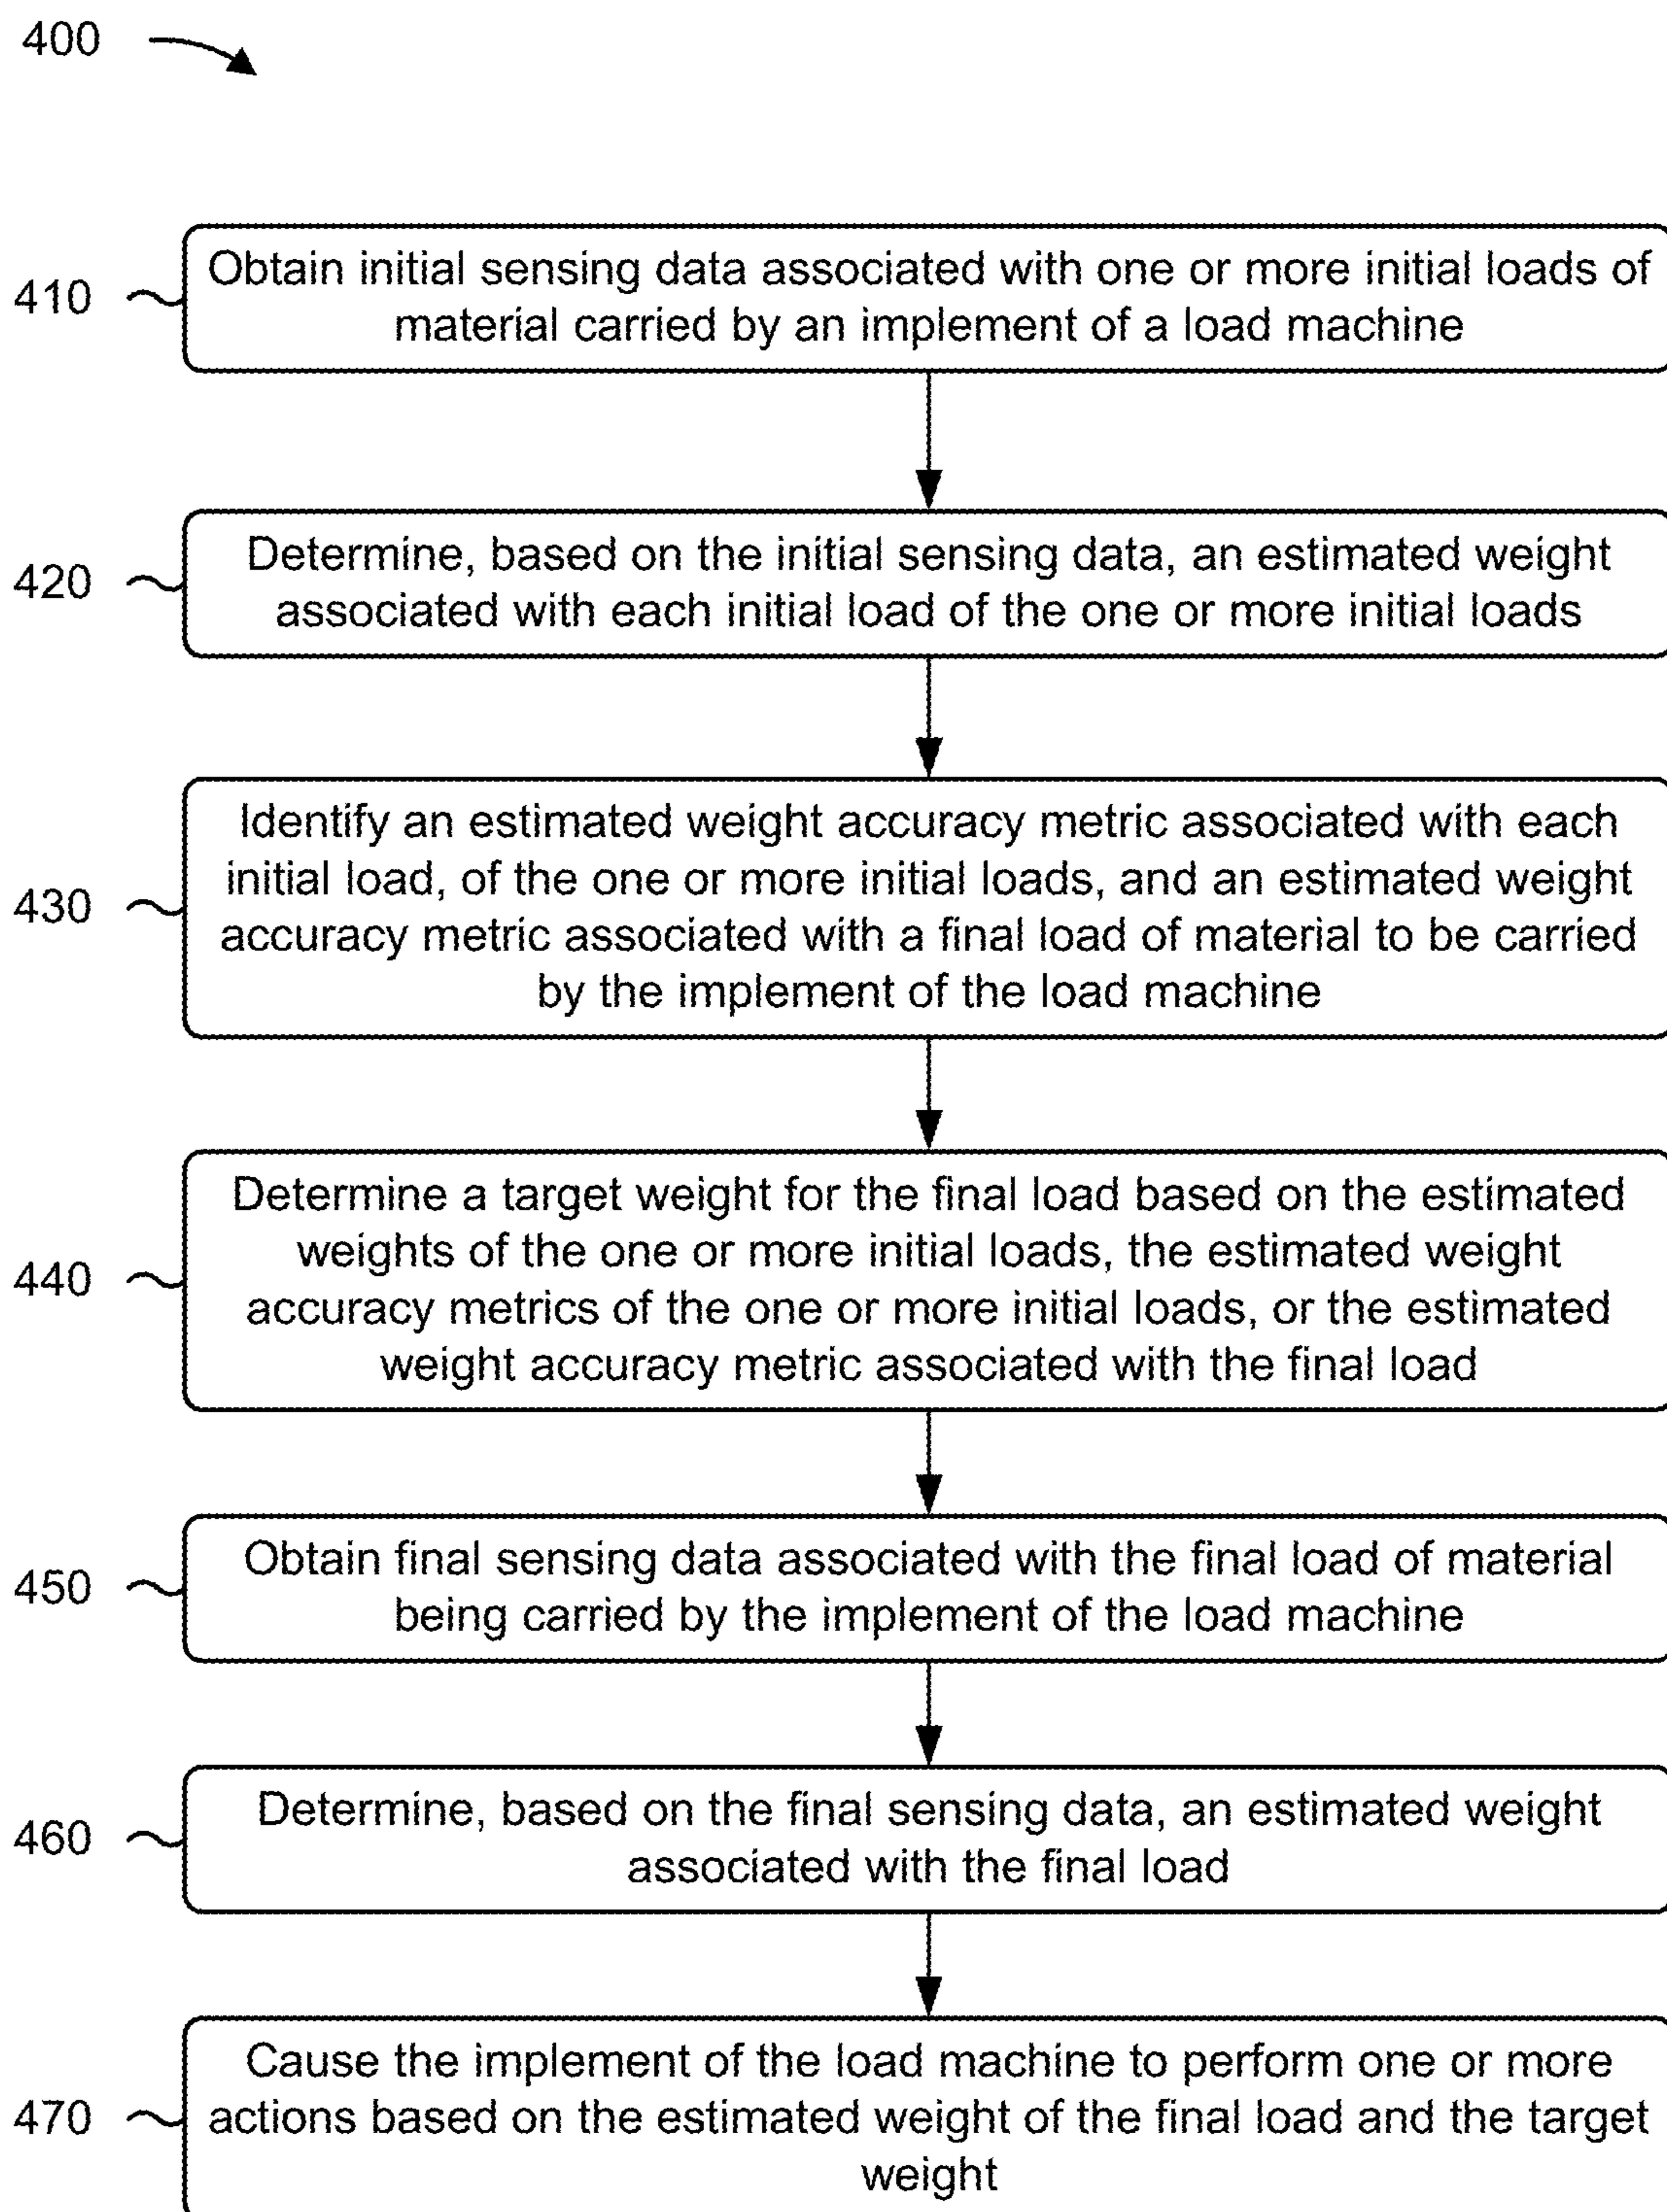 400
410
Obtain initial sensing data associated with one or more initial loads of
material carried by an implement of a load machine
420
Determine, based on the initial sensing data, an estimated weight
associated with each initial load of the one or more initial loads
430
Identify an estimated weight accuracy metric associated with each
initial load, of the one or more initial loads, and an estimated weight
accuracy metric associated with a final load of material to be carried
by the implement of the load machine
440
Determine a target weight for the final load based on the estimated
weights of the one or more initial loads, the estimated weight
accuracy metrics of the one or more initial loads, or the estimated
weight accuracy metric associated with the final load
450
Obtain final sensing data associated with the final load of material
being carried by the implement of the load machine
460
Determine, based on the final sensing data, an estimated weight
associated with the final load
470
Cause the implement of the load machine to perform one or more
actions based on the estimated weight of the final load and the target
weight